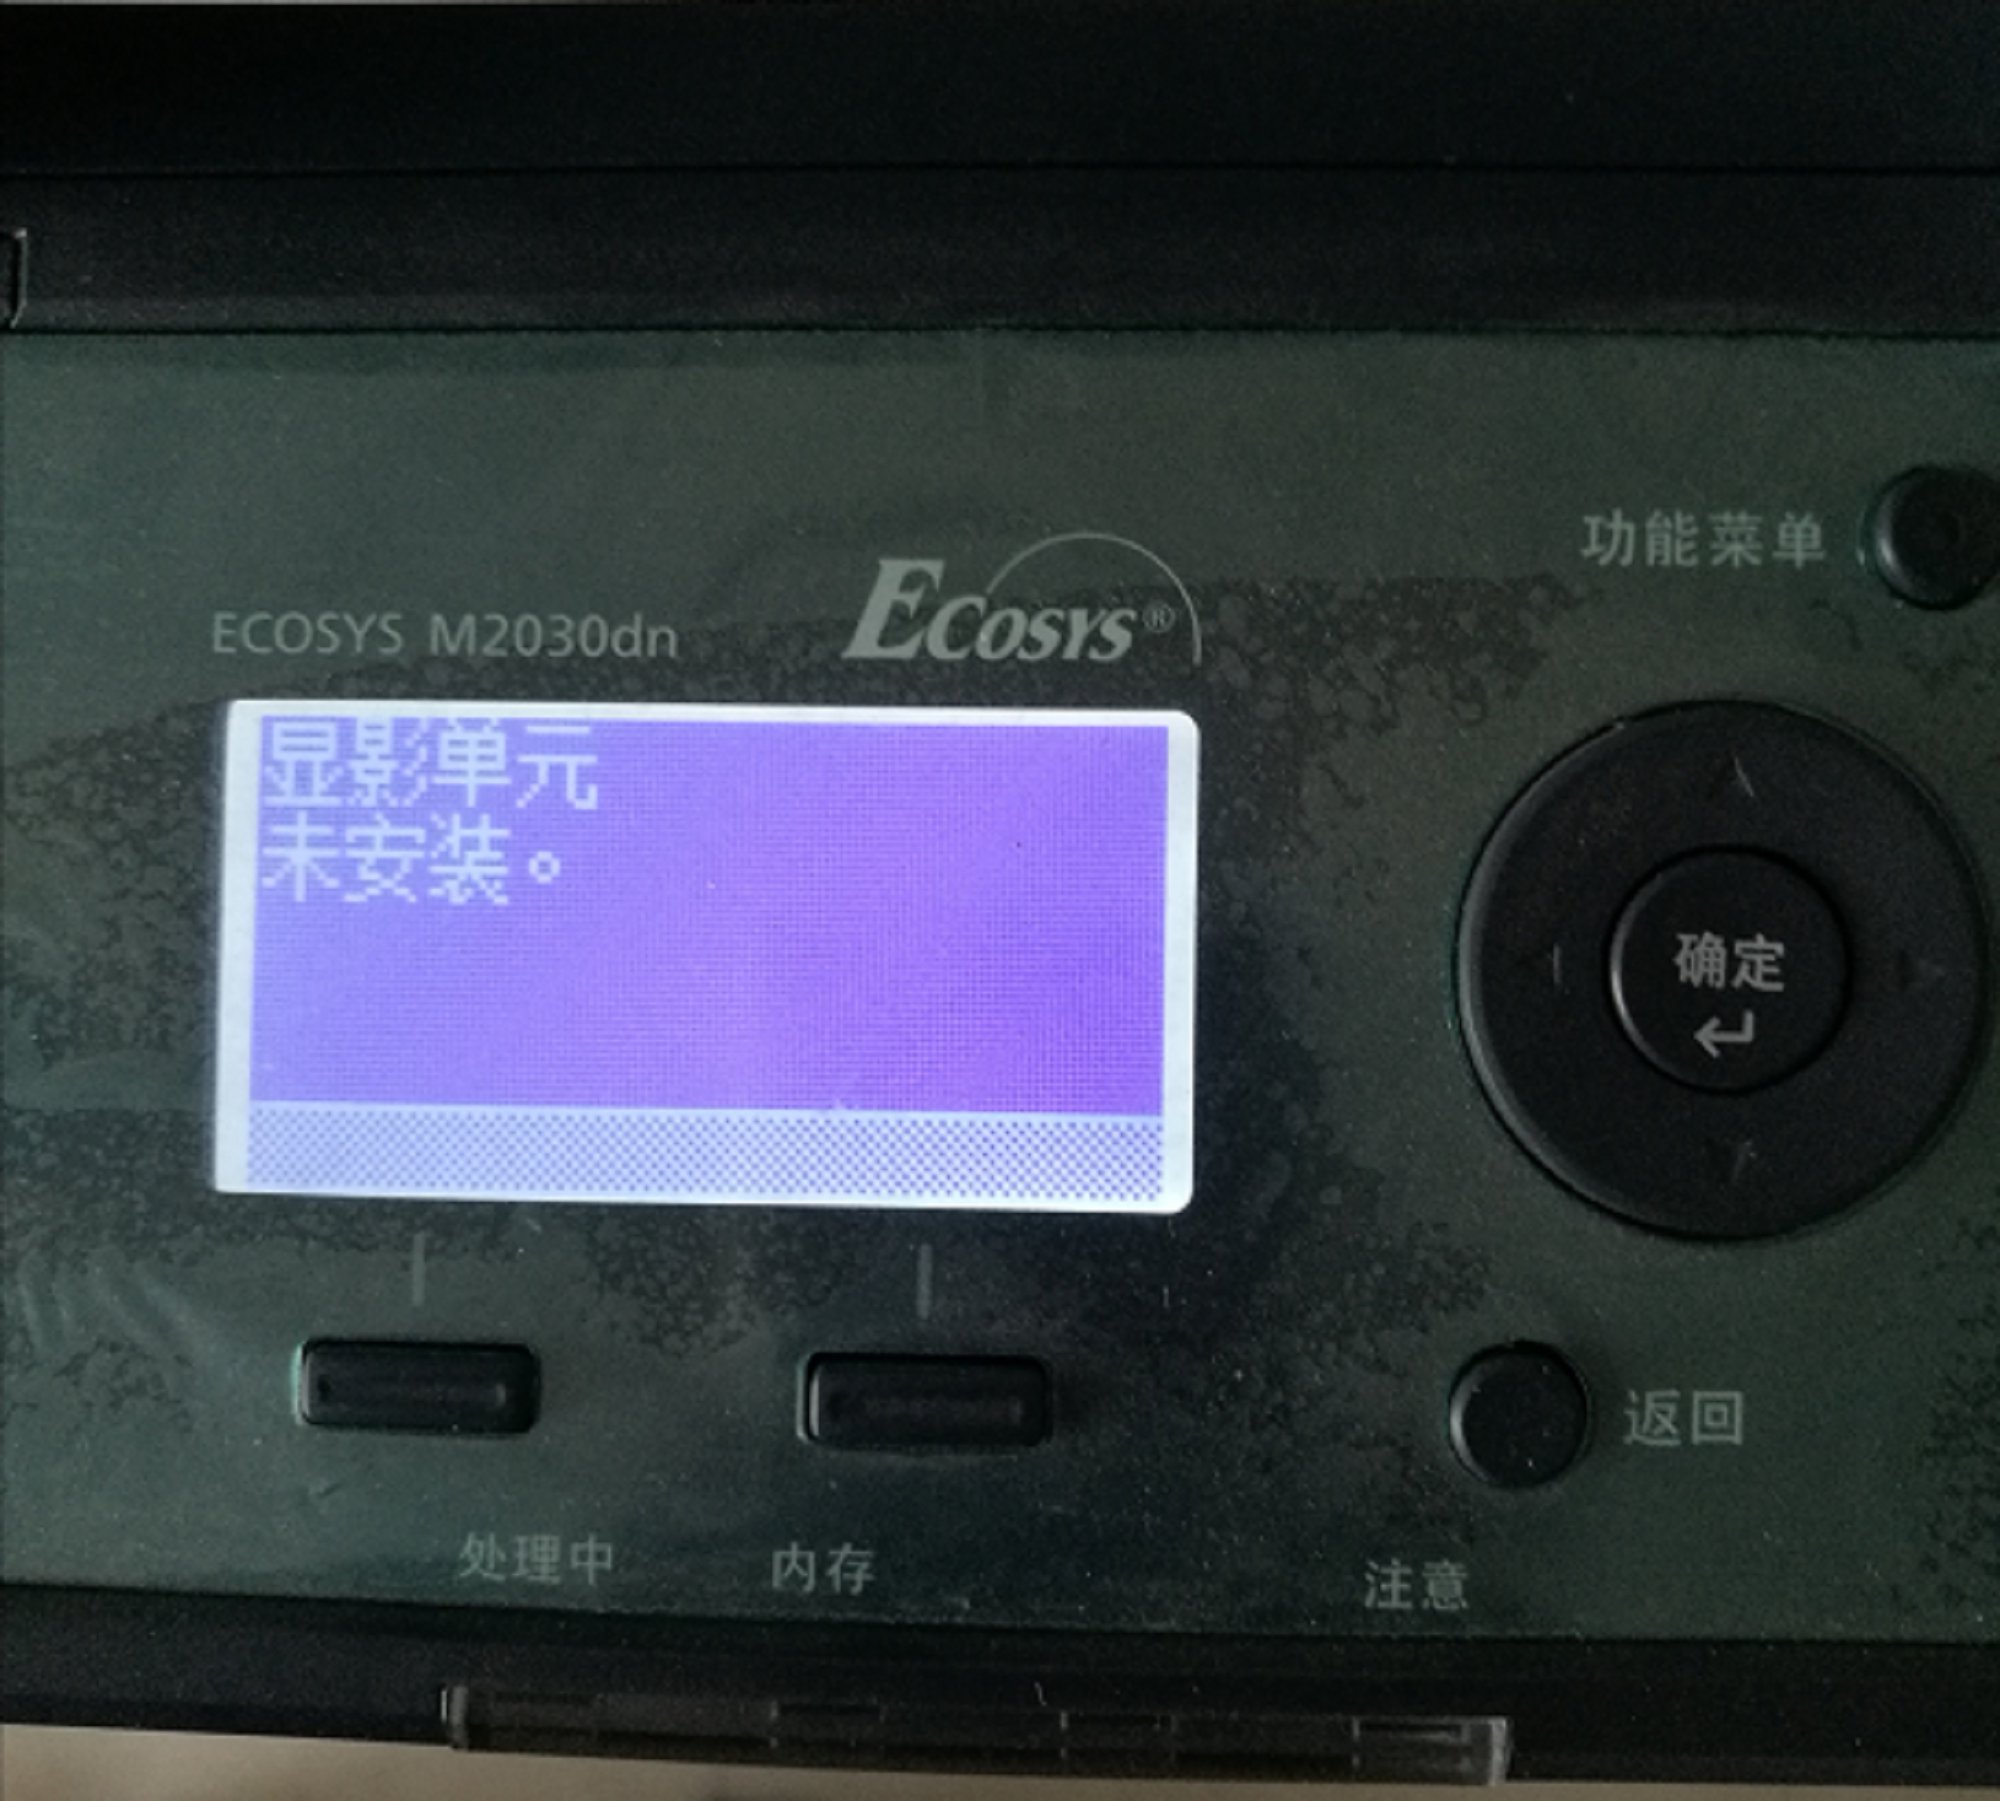 功能菜单
ECOSYS M2030dn
ECOSYS®
显影单元
未安装。
确定
返回
处理中
内存
注意